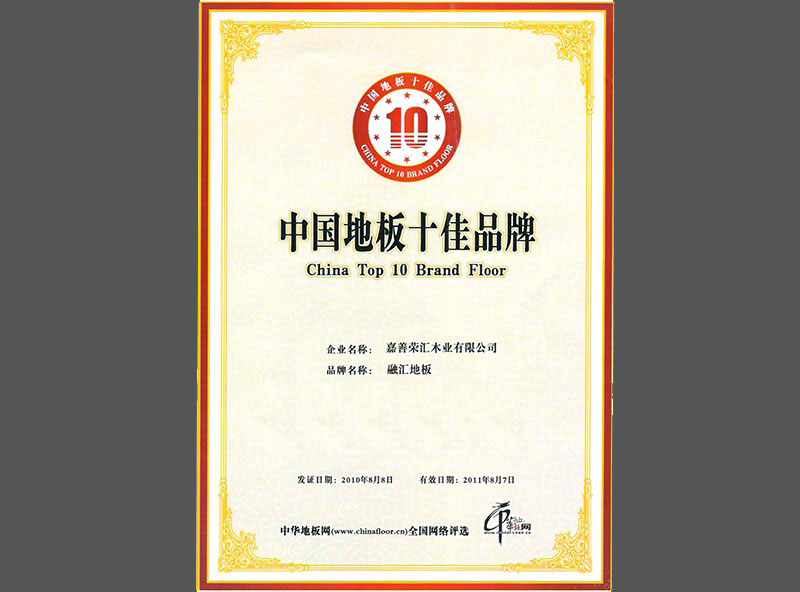 中国地板十佳品牌
10
CHINA TOP 10 BRAND FLOOR
中国地板十佳品牌
China Top 10 Brand Floor
企业名称： 嘉善荣汇木业有限公司
品牌名称： 融汇地板
发证日期：2010年8月8日 有效日期：2011年8月7日
中华地板网(www.chinafloor.cn)全国网络评选